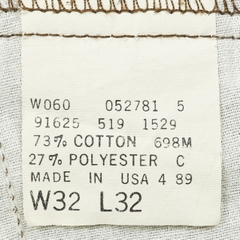 W060 052781 5
91625 519 1529
73% COTTON 698M
27% POLYESTER C
MADE IN USA 4 89
W32 L32